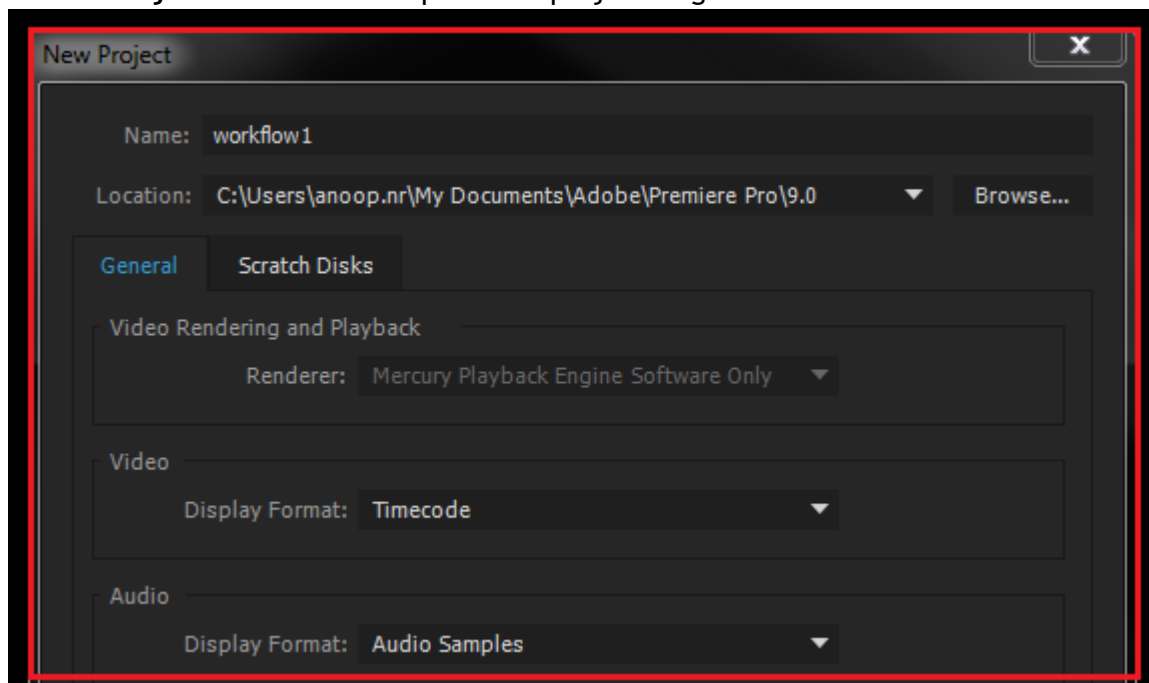 New Project
x
Name: workflow1
Location: C:\Users\anoop.nr\My Documents\Adobe\Premiere Pro\9.0 Browse...
General Scratch Disks
Video Rendering and Playback
Renderer: Mercury Playback Engine Software Only
Video
Display Format: Timecode
Audio
Display Format: Audio Samples